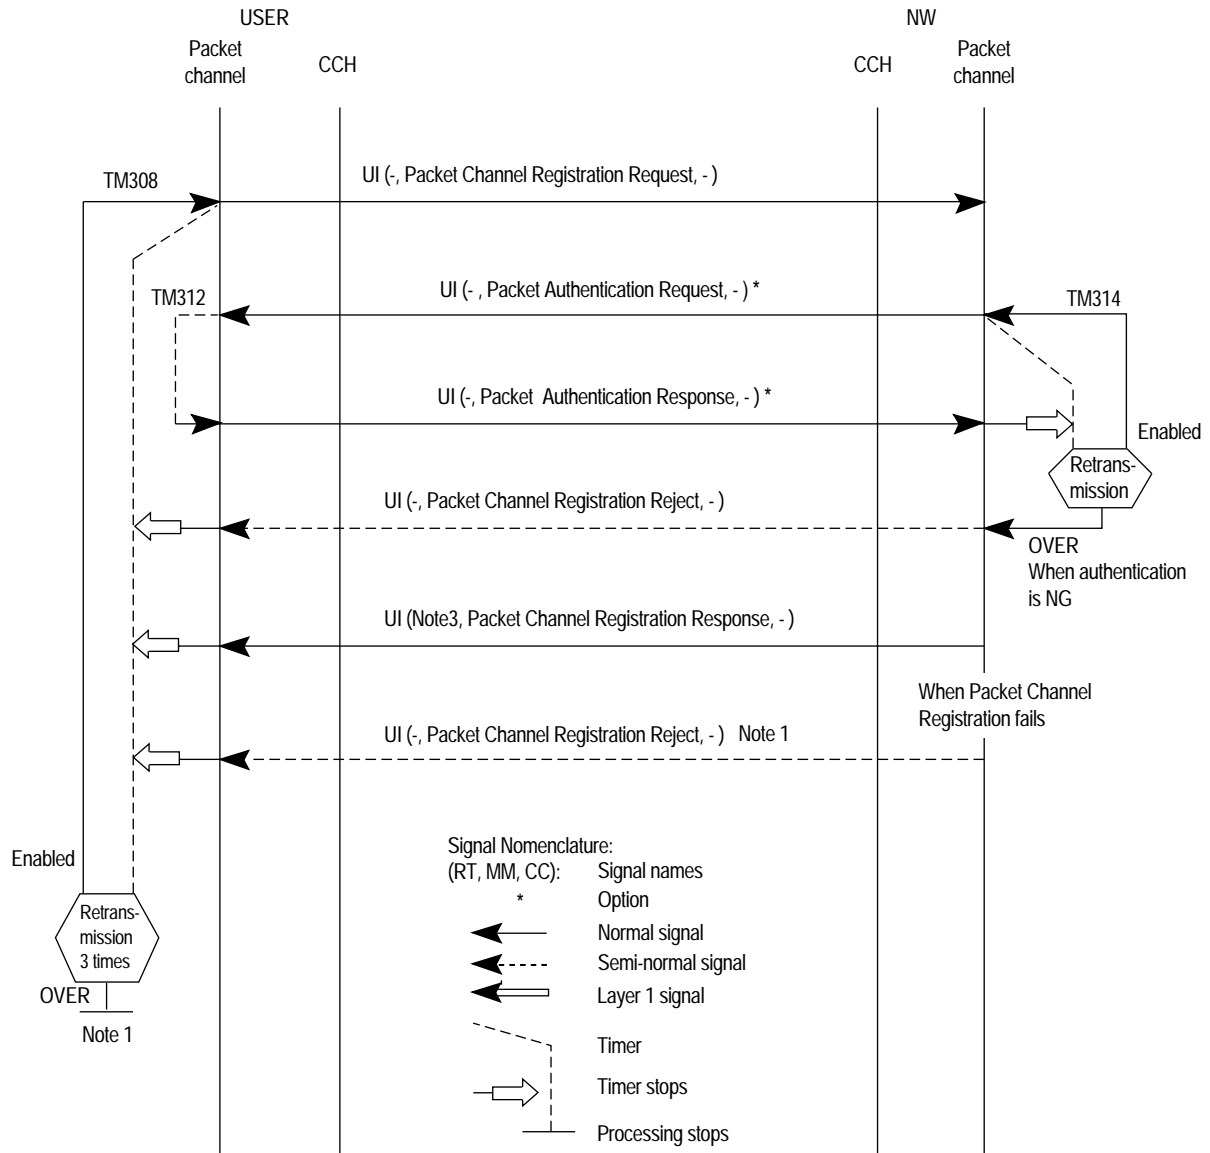 USER
NW
Packet
channel
CCH
CCH
Packet
channel
TM308
UI (-, Packet Channel Registration Request, - )
TM312
UI (- , Packet Authentication Request, - ) *
TM314
UI (-, Packet Authentication Response, - ) *
Enabled
Retrans-
mission
UI (-, Packet Channel Registration Reject, - )
OVER
When authentication
is NG
UI (Note3, Packet Channel Registration Response, - )
When Packet Channel
Registration fails
UI (-, Packet Channel Registration Reject, - ) Note 1
Enabled
Retrans-
mission
3 times
OVER
Note 1
Signal Nomenclature:
(RT, MM, CC): Signal names
* Option
Normal signal
Semi-normal signal
Layer 1 signal
Timer
Timer stops
Processing stops